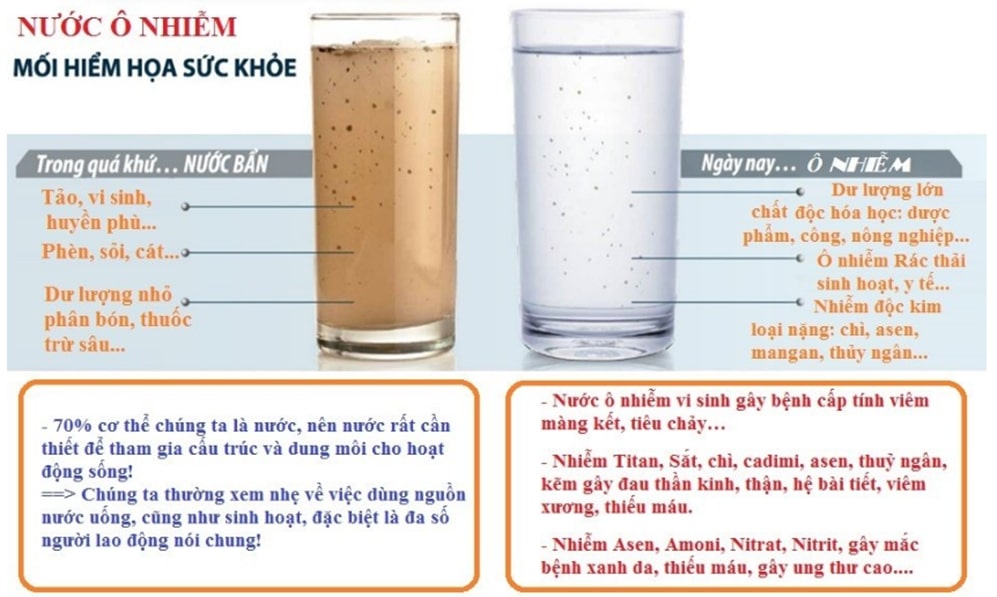 NƯỚC Ô NHIỄM
MỐI HIỂM HỌA SỨC KHỎE
Trong quá khứ... NƯỚC BẨN
Tảo, vi sinh,
huyền phù...
Phèn, sỏi, cát...
Dư lượng nhỏ
phân bón, thuốc
trừ sâu...
Ngày nay... Ô NHIỄM
Dư lượng lớn
chất độc hóa học: dược
phẩm, công, nông nghiệp...
Ô nhiễm Rác thải
sinh hoạt, y tế...
Nhiễm độc kim
loại nặng: chì, asen,
mangan, thủy ngân...
- 70% cơ thể chúng ta là nước, nên nước rất cần
thiết để tham gia cấu trúc và dung môi cho hoạt
động sống!
==> Chúng ta thường xem nhẹ về việc dùng nguồn
nước uống, cũng như sinh hoạt, đặc biệt là đa số
người lao động nói chung!
- Nước ô nhiễm vi sinh gây bệnh cấp tính viêm
màng kết, tiêu chảy...
- Nhiễm Titan, Sắt, chì, cadimi, asen, thuỷ ngân,
kẽm gây đau thần kinh, thận, hệ bài tiết, viêm
xương, thiếu máu.
- Nhiễm Asen, Amoni, Nitrat, Nitrit, gây mắc
bệnh xanh da, thiếu máu, gây ung thư cao....